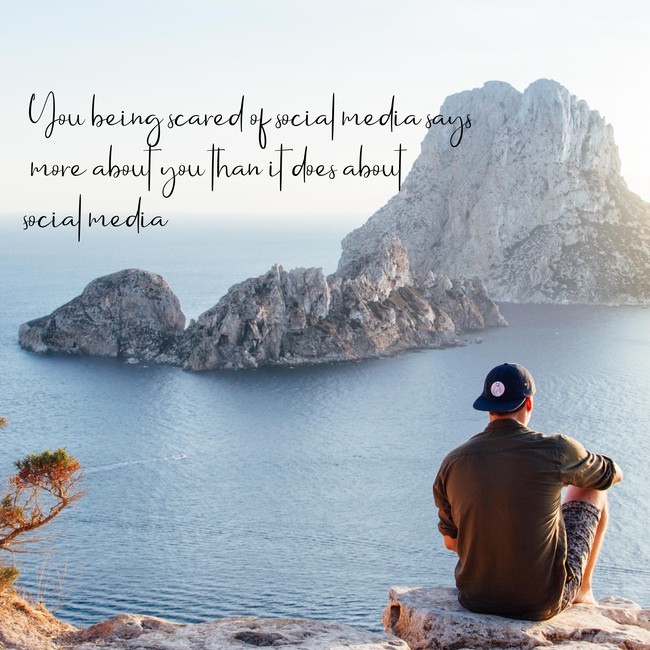 You being scared of social media says
more about you than it does about
social media